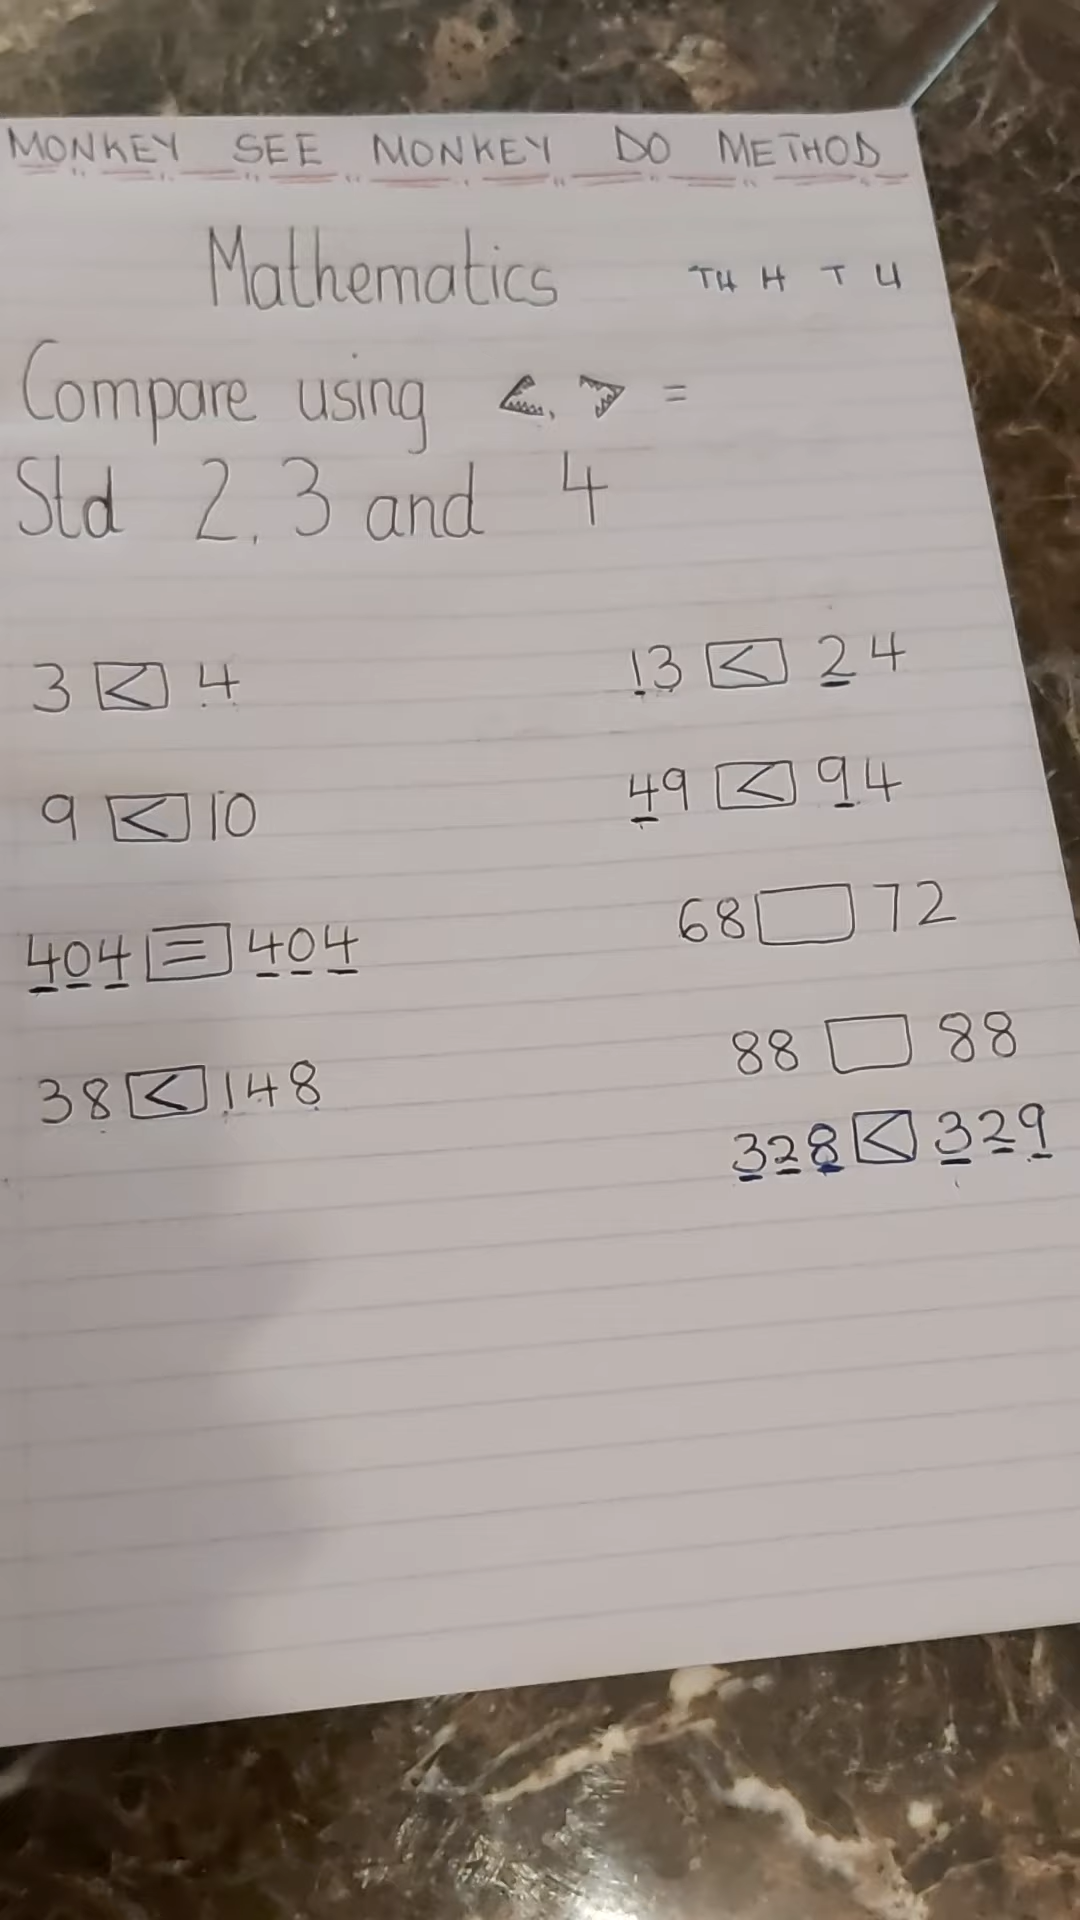 MONKEY SEE MONKEY DO METHOD
Mathematics TH H T U
Compare using <, > =
Std 2, 3 and 4
3 < 4
9 < 10
404 = 404
38 < 148
13 < 24
49 < 94
68 72
88 88
328 < 329